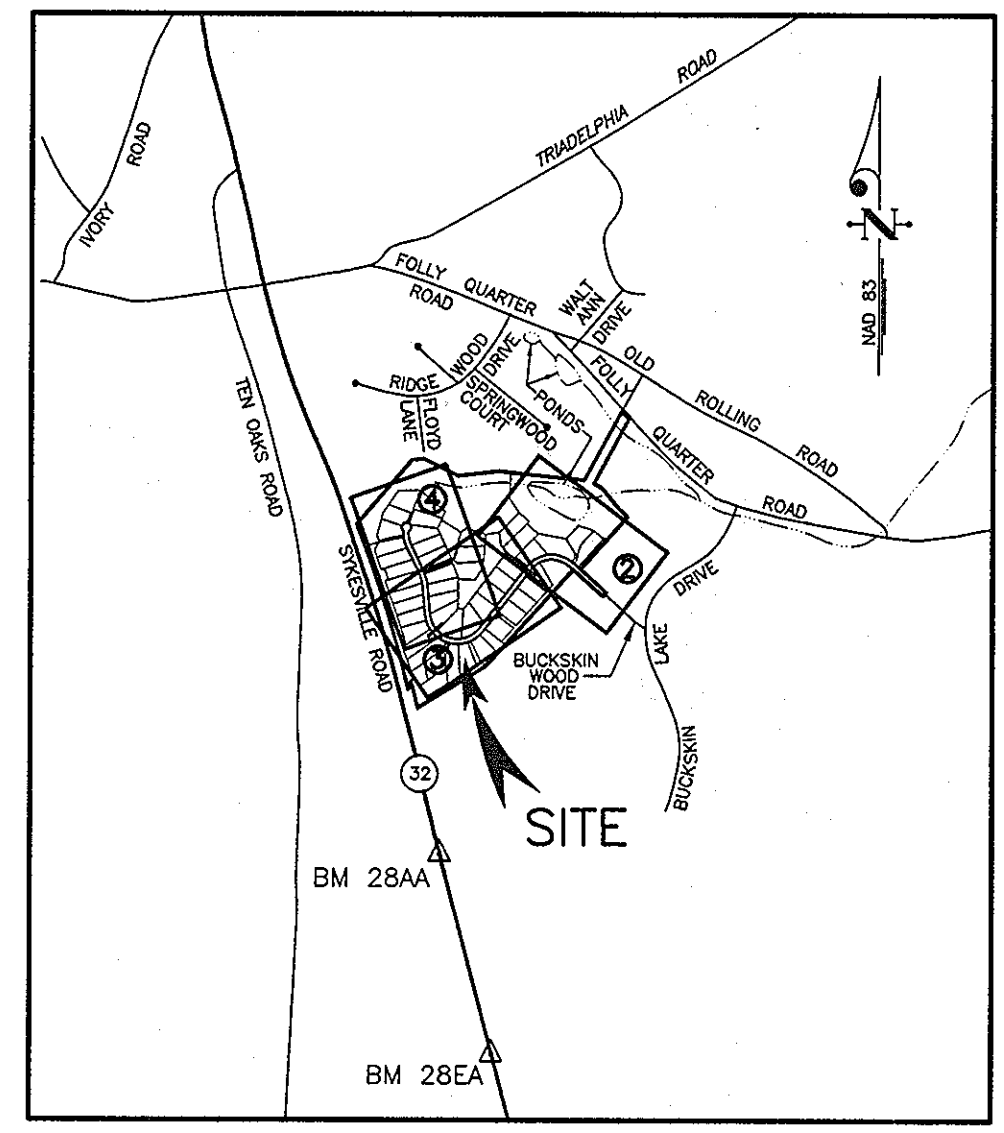 ROAD
TRIADELPHIA
IVORY
ROAD
N
NAD 83
FOLLY QUARTER
ROAD
WALT
ANN
DRIVE
OLD
ROLLING
ROAD
FOLLY
QUARTER
ROAD
WOOD
DRIVE
RIDGE
FLOYD
LANE
SPRINGWOOD
COURT
PONDS
TEN OAKS ROAD
4
2
3
SYKESVILLE ROAD
DRIVE
LAKE
BUCKSKIN
BUCKSKIN
WOOD
DRIVE
32
SITE
BM 28AA
BM 28EA